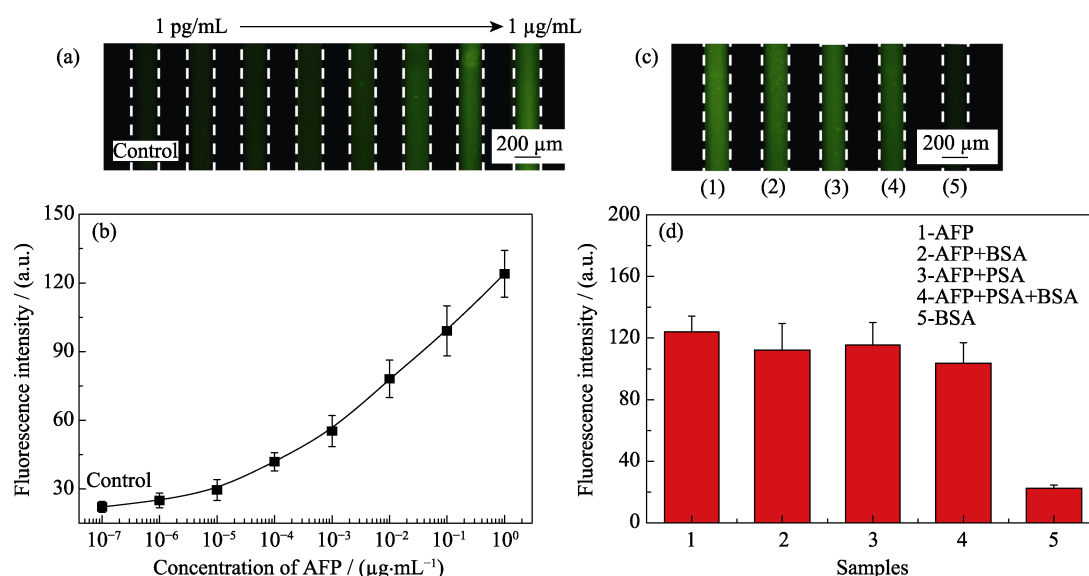 1 pg/mL 1 µg/mL
(a)
Control
200 µm
(c)
200 µm
(1) (2) (3) (4) (5)
(b)
150
120
90
60
30
Fluorescence intensity / (a.u.)
Control
10⁻⁷ 10⁻⁶ 10⁻⁵ 10⁻⁴ 10⁻³ 10⁻² 10⁻¹ 10⁰
Concentration of AFP / (µg·mL⁻¹)
(d)
200
160
120
80
40
0
Fluorescence intensity / (a.u.)
1-AFP
2-AFP+BSA
3-AFP+PSA
4-AFP+PSA+BSA
5-BSA
1 2 3 4 5
Samples